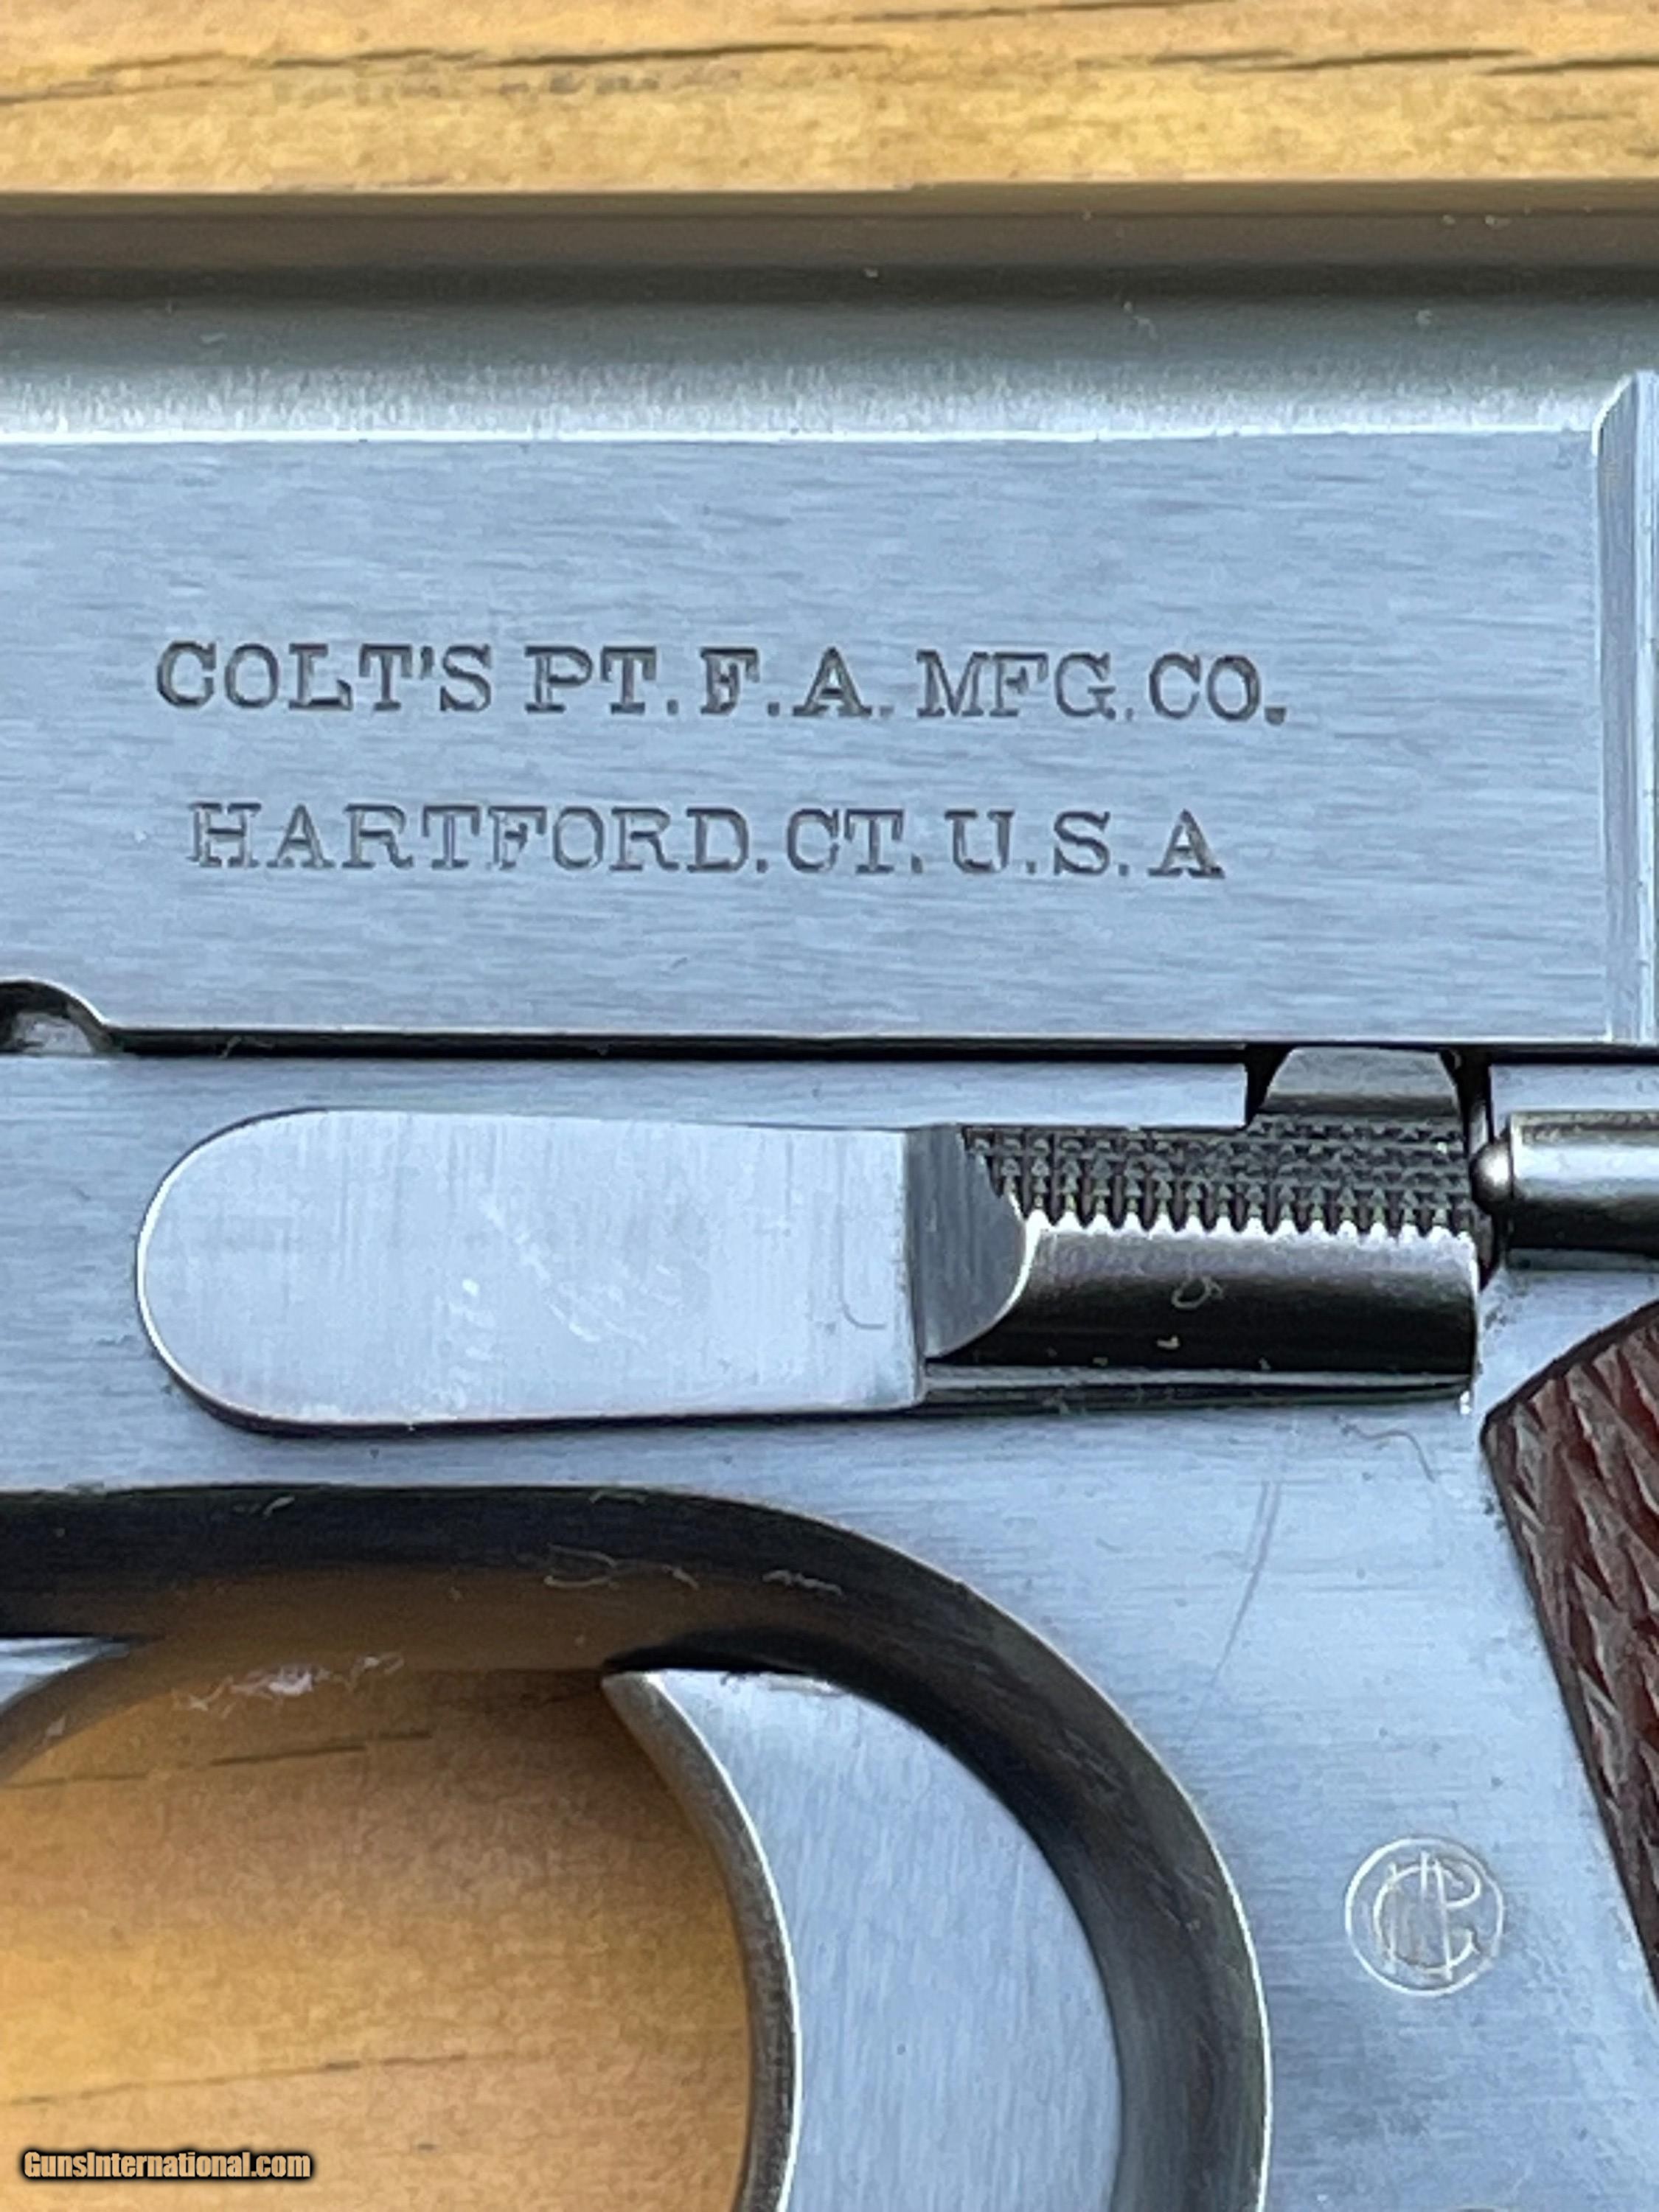 COLT'S PT. F. A. MFG. CO.
HARTFORD. CT. U. S. A
GunsInternational.com